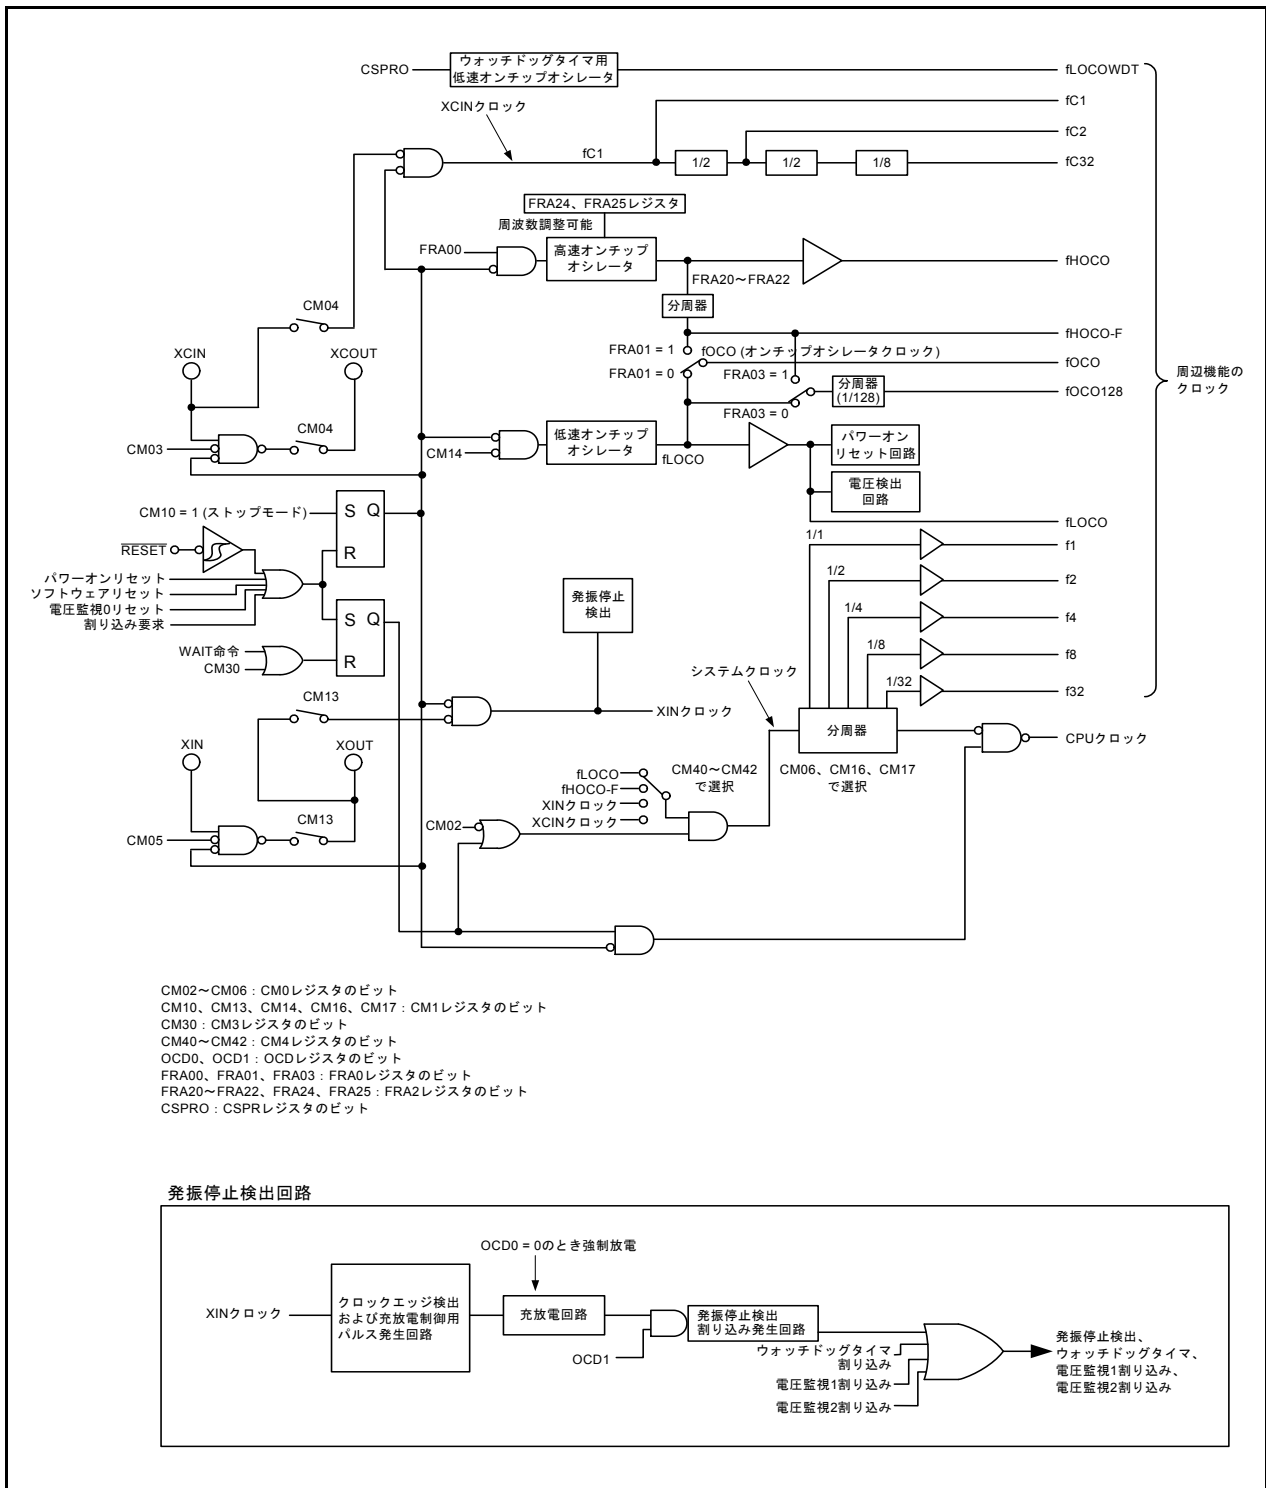 CSPRO
ウォッチドッグタイマ用
低速オンチップオシレータ
fLOCOWDT
XCINクロック
fC1
fC2
fC1
1/2
1/2
1/8
fC32
FRA24、FRA25レジスタ
周波数調整可能
FRA00
高速オンチップ
オシレータ
FRA20～FRA22
fHOCO
分周器
CM04
fHOCO-F
XCIN
XCOUT
FRA01 = 1
fOCO (オンチップオシレータクロック)
fOCO
FRA01 = 0
FRA03 = 1
分周器
(1/128)
fOCO128
周辺機能の
クロック
FRA03 = 0
CM04
CM03
CM14
低速オンチップ
オシレータ
fLOCO
パワーオン
リセット回路
電圧検出
回路
fLOCO
CM10 = 1 (ストップモード)
S
Q
R
RESET
パワーオンリセット
ソフトウェアリセット
電圧監視0リセット
割り込み要求
S
Q
R
WAIT命令
CM30
発振停止
検出
1/1
f1
1/2
f2
1/4
f4
1/8
f8
1/32
f32
システムクロック
CM13
XINクロック
分周器
CPUクロック
XIN
XOUT
CM40～CM42
で選択
CM06、CM16、CM17
で選択
fLOCO
fHOCO-F
XINクロック
XCINクロック
CM13
CM05
CM02
CM02～CM06 : CM0レジスタのビット
CM10、CM13、CM14、CM16、CM17 : CM1レジスタのビット
CM30 : CM3レジスタのビット
CM40～CM42 : CM4レジスタのビット
OCD0、OCD1 : OCDレジスタのビット
FRA00、FRA01、FRA03 : FRA0レジスタのビット
FRA20～FRA22、FRA24、FRA25 : FRA2レジスタのビット
CSPRO : CSPRレジスタのビット
発振停止検出回路
OCD0 = 0のとき強制放電
XINクロック
クロックエッジ検出
および充放電制御用
パルス発生回路
充放電回路
OCD1
発振停止検出
割り込み発生回路
ウォッチドッグタイマ
割り込み
電圧監視1割り込み
電圧監視2割り込み
発振停止検出、
ウォッチドッグタイマ、
電圧監視1割り込み、
電圧監視2割り込み